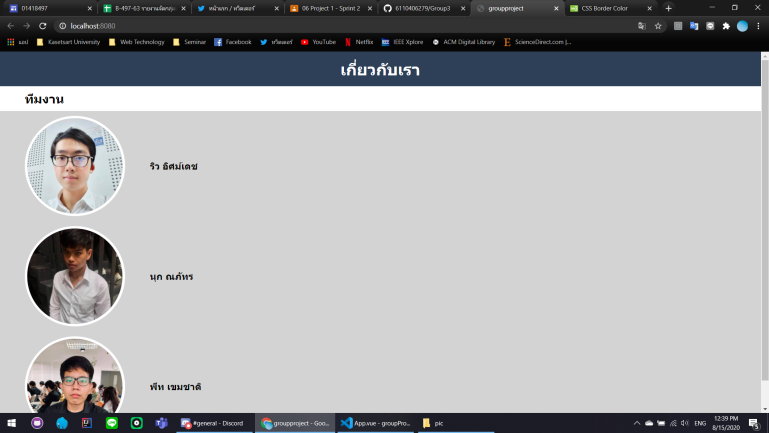 01418497
B-497-63 รายงานผลัดกลุ่ม
หน้าแรก / ทวิตเตอร์
06 Project 1 - Sprint 2
6110406279/Group3
groupproject
CSS Border Color
localhost:8080
แอป
Kasetsart University
Web Technology
Seminar
Facebook
ทวิตเตอร์
YouTube
Netflix
IEEE Xplore
ACM Digital Library
ScienceDirect.com |...
เกี่ยวกับเรา
ทีมงาน
ริว อิศม์เดช
นุก ณภัทร
พีท เขมชาติ
#general - Discord
groupproject - Goo...
App.vue - groupPro...
pic
ENG
12:39 PM
8/15/2020
5